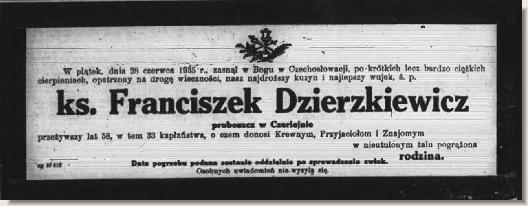 W piątek, dnia 28 czerwca 1935 r., zasnął w Bogu w Czechosłowacji, po krótkich lecz bardzo ciężkich
cierpieniach, opatrzony na drogę wieczności, nasz najdroższy kuzyn i najlepszy wujek, ś. p.
ks. Franciszek Dzierzkiewicz
proboszcz w Czerlejnie
przeżywszy lat 58, w tem 33 kapłaństwa, o czem donosi Krewnym, Przyjaciołom i Znajomym
w nieutulonym żalu pogrążona
rodzina.
Data pogrzebu podana zostanie oddzielnie po sprowadzeniu zwłok.
Osobnych uwiadomień nie wysyła się.